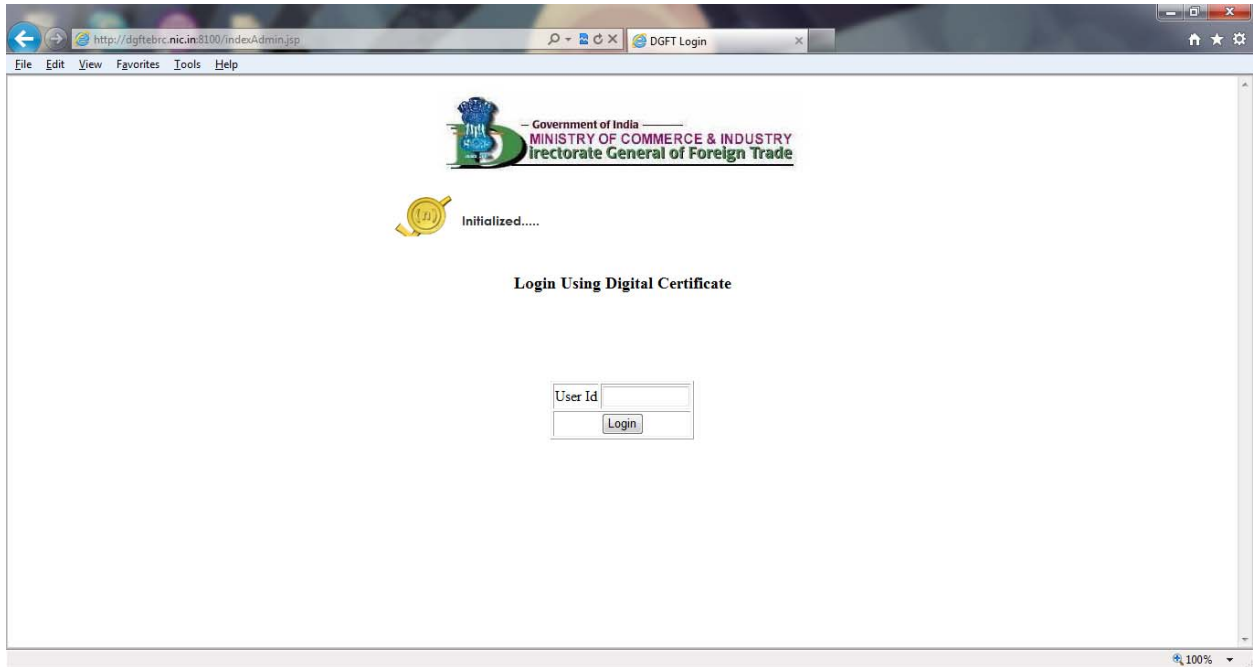 http://dgftebrc.nic.in:8100/indexAdmin.jsp
DGFT Login
File Edit View Favorites Tools Help
Government of India
MINISTRY OF COMMERCE & INDUSTRY
Directorate General of Foreign Trade
(n)
Initialized.....
Login Using Digital Certificate
User Id
Login
100%